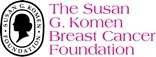 SUSAN G. KOMEN
FOUNDATION
The Susan
G. Komen
Breast Cancer
Foundation